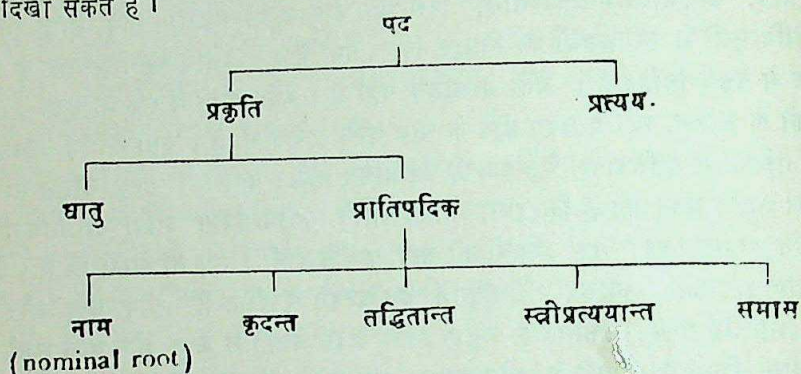 दिखा सकते हैं ।
पद
प्रकृति प्रत्यय.
धातु प्रातिपदिक
नाम कृदन्त तद्धितान्त स्त्रीप्रत्ययान्त समास
(nominal root)